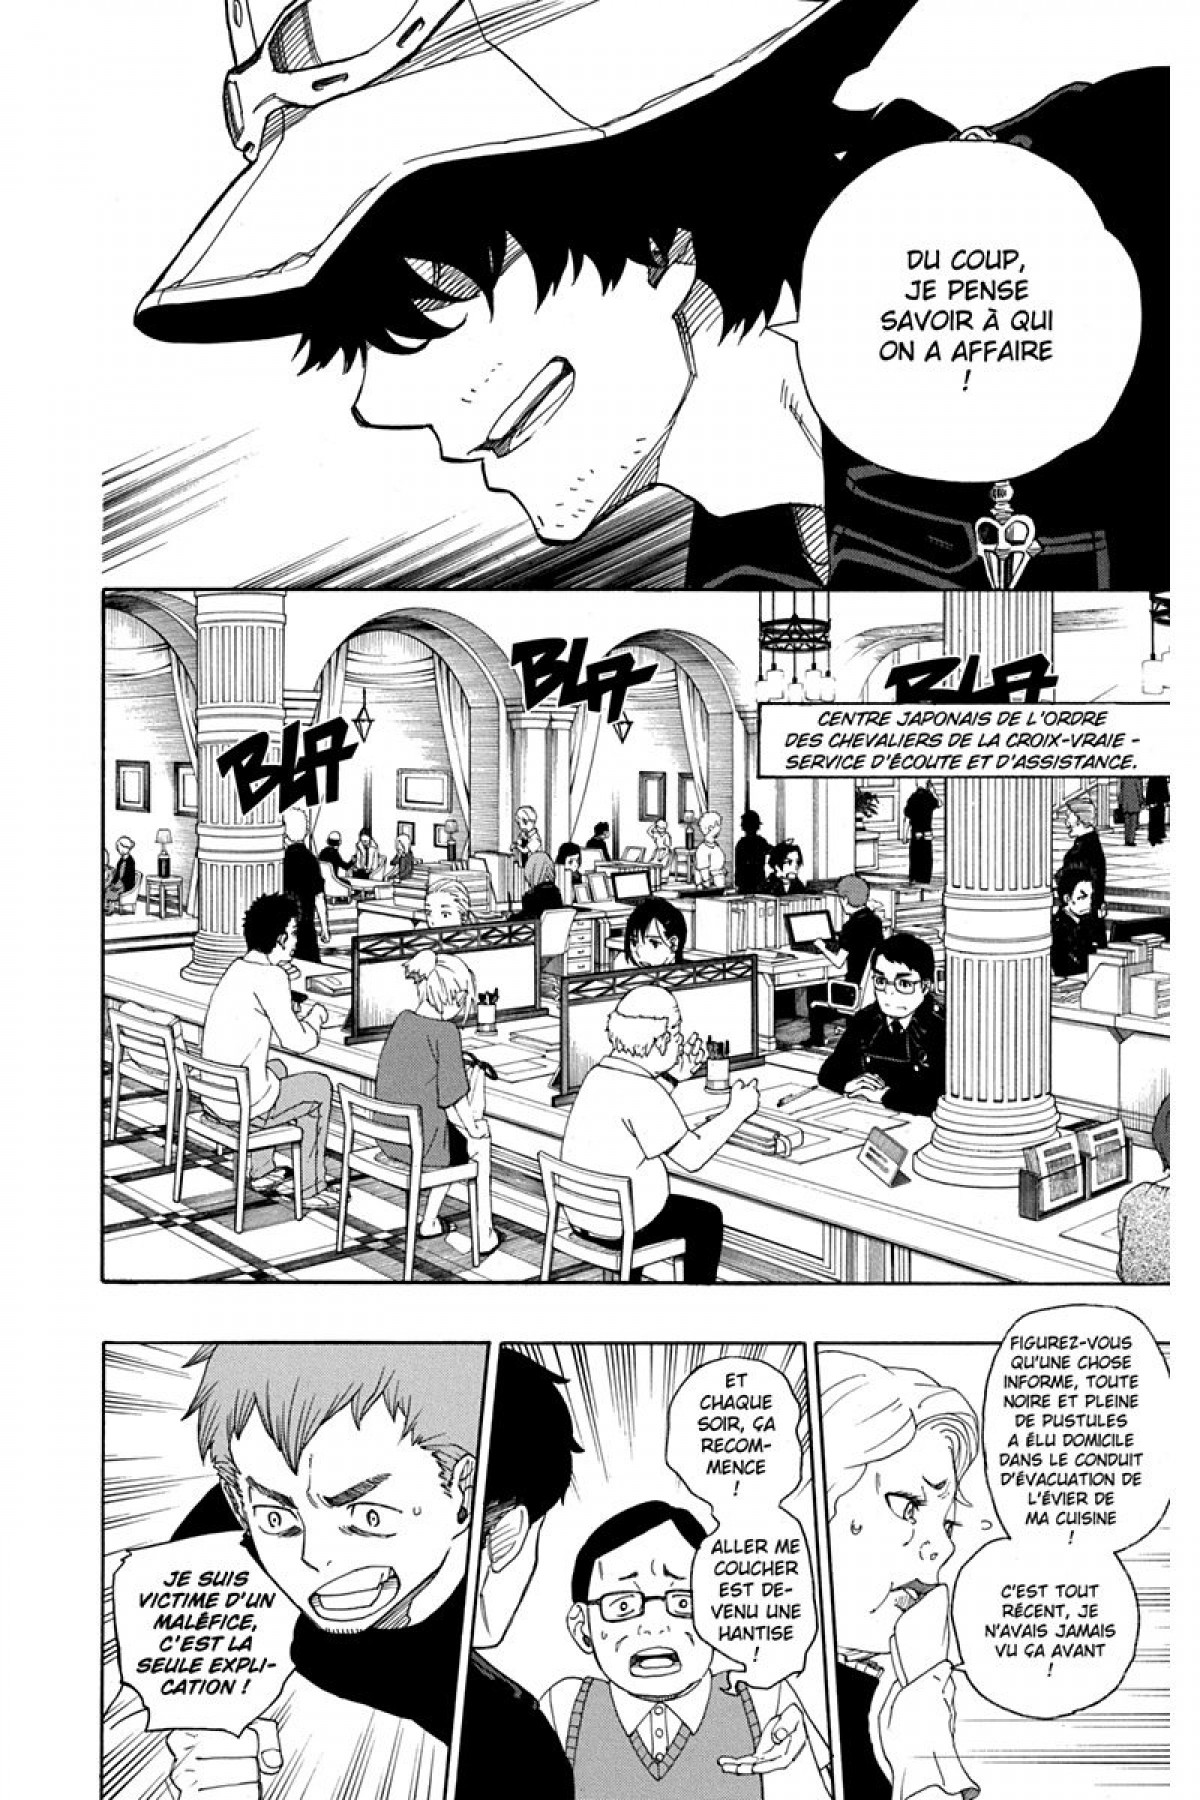 DU COUP,
JE PENSE
SAVOIR À QUI
ON A AFFAIRE
!
BLA
BLA
BLA
CENTRE JAPONAIS DE L'ORDRE
DES CHEVALIERS DE LA CROIX-VRAIE -
SERVICE D'ÉCOUTE ET D'ASSISTANCE.
FIGUREZ-VOUS
QU'UNE CHOSE
INFORME, TOUTE
NOIRE ET PLEINE
DE PUSTULES
A ÉLU DOMICILE
DANS LE CONDUIT
D'ÉVACUATION DE
L'ÉVIER DE
MA CUISINE
!
C'EST TOUT
RÉCENT, JE
N'AVAIS JAMAIS
VU ÇA AVANT
!
ET
CHAQUE
SOIR, ÇA
RECOM-
MENCE
!
ALLER ME
COUCHER
EST DE-
VENU UNE
HANTISE
!
JE SUIS
VICTIME D'UN
MALÉFICE,
C'EST LA
SEULE EXPLI-
CATION !